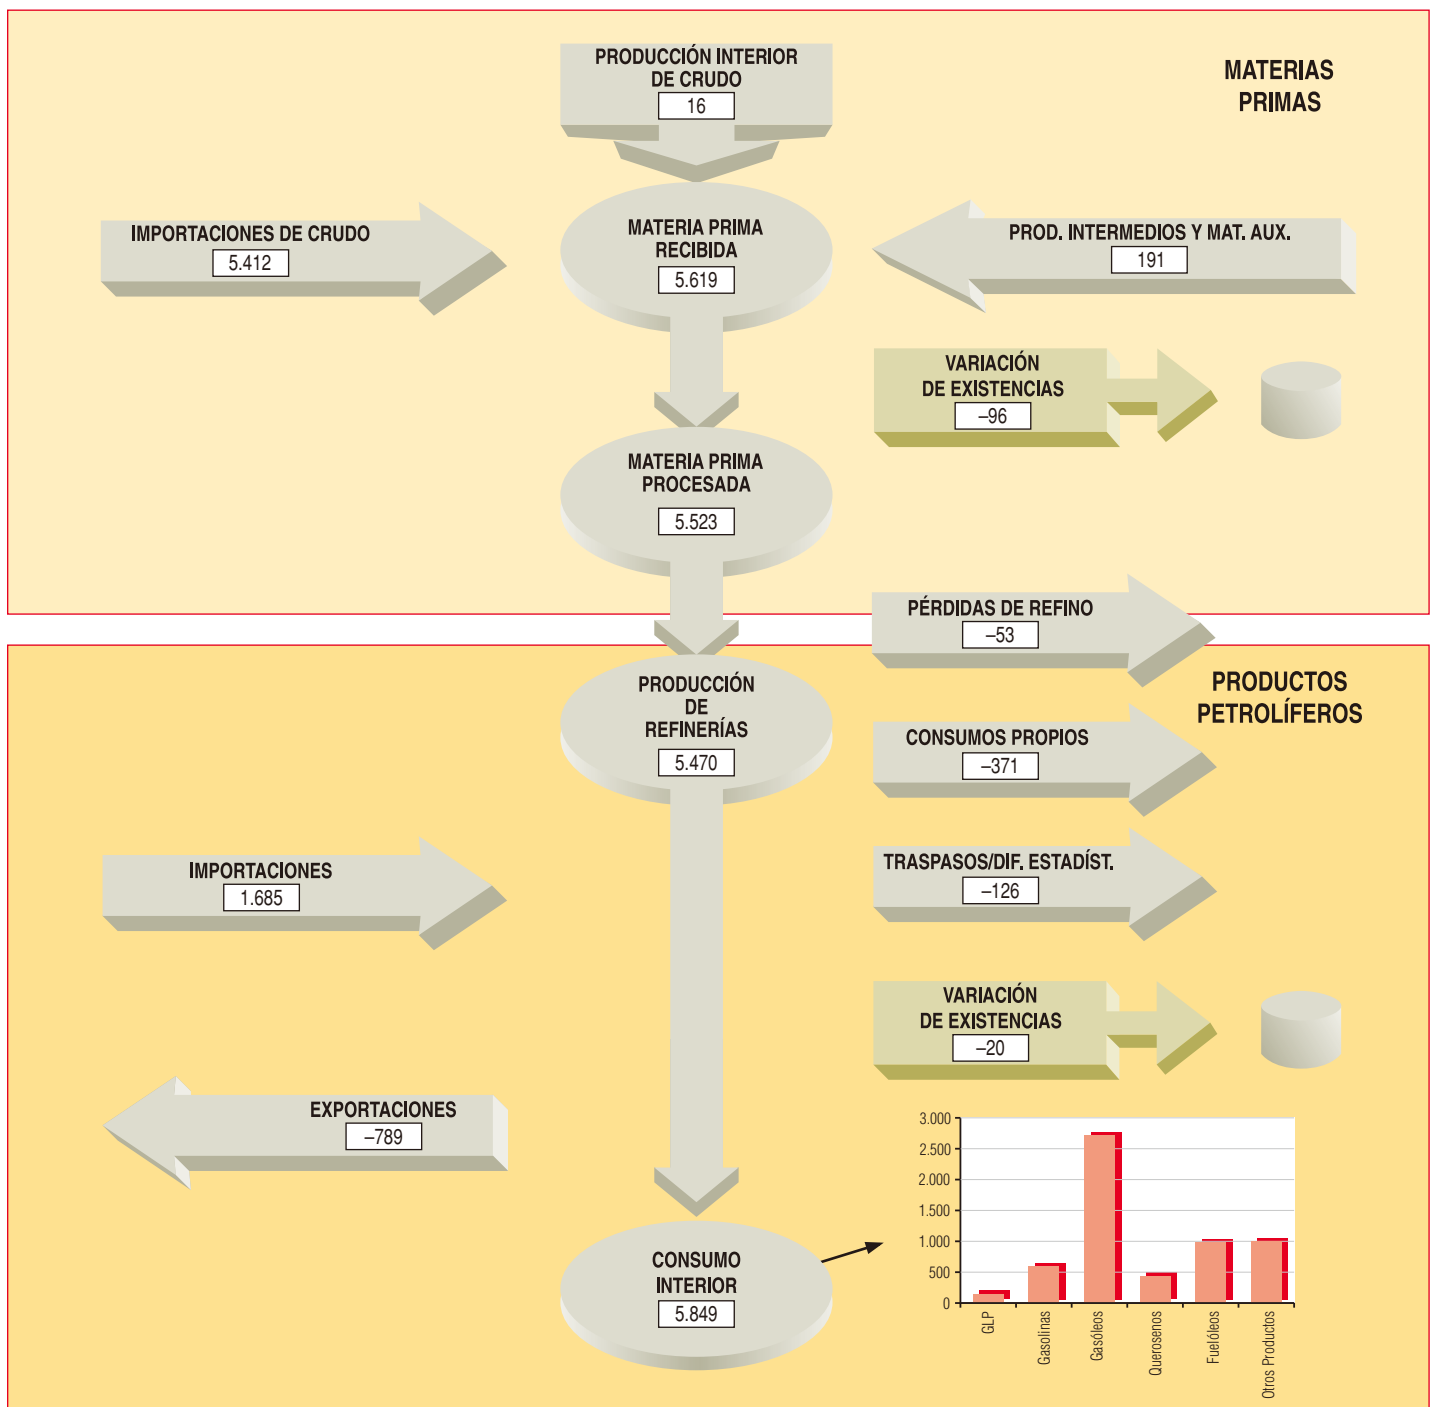 PRODUCCIÓN INTERIOR
DE CRUDO
16
MATERIAS
PRIMAS
IMPORTACIONES DE CRUDO
5.412
MATERIA PRIMA
RECIBIDA
5.619
PROD. INTERMEDIOS Y MAT. AUX.
191
VARIACIÓN
DE EXISTENCIAS
–96
MATERIA PRIMA
PROCESADA
5.523
PÉRDIDAS DE REFINO
–53
PRODUCTOS
PETROLÍFEROS
PRODUCCIÓN
DE
REFINERÍAS
5.470
CONSUMOS PROPIOS
–371
IMPORTACIONES
1.685
TRASPASOS/DIF. ESTADÍST.
–126
VARIACIÓN
DE EXISTENCIAS
–20
EXPORTACIONES
–789
CONSUMO
INTERIOR
5.849
3.000
2.500
2.000
1.500
1.000
500
0
GLP
Gasolinas
Gasóleos
Querosenos
Fuelóleos
Otros Productos